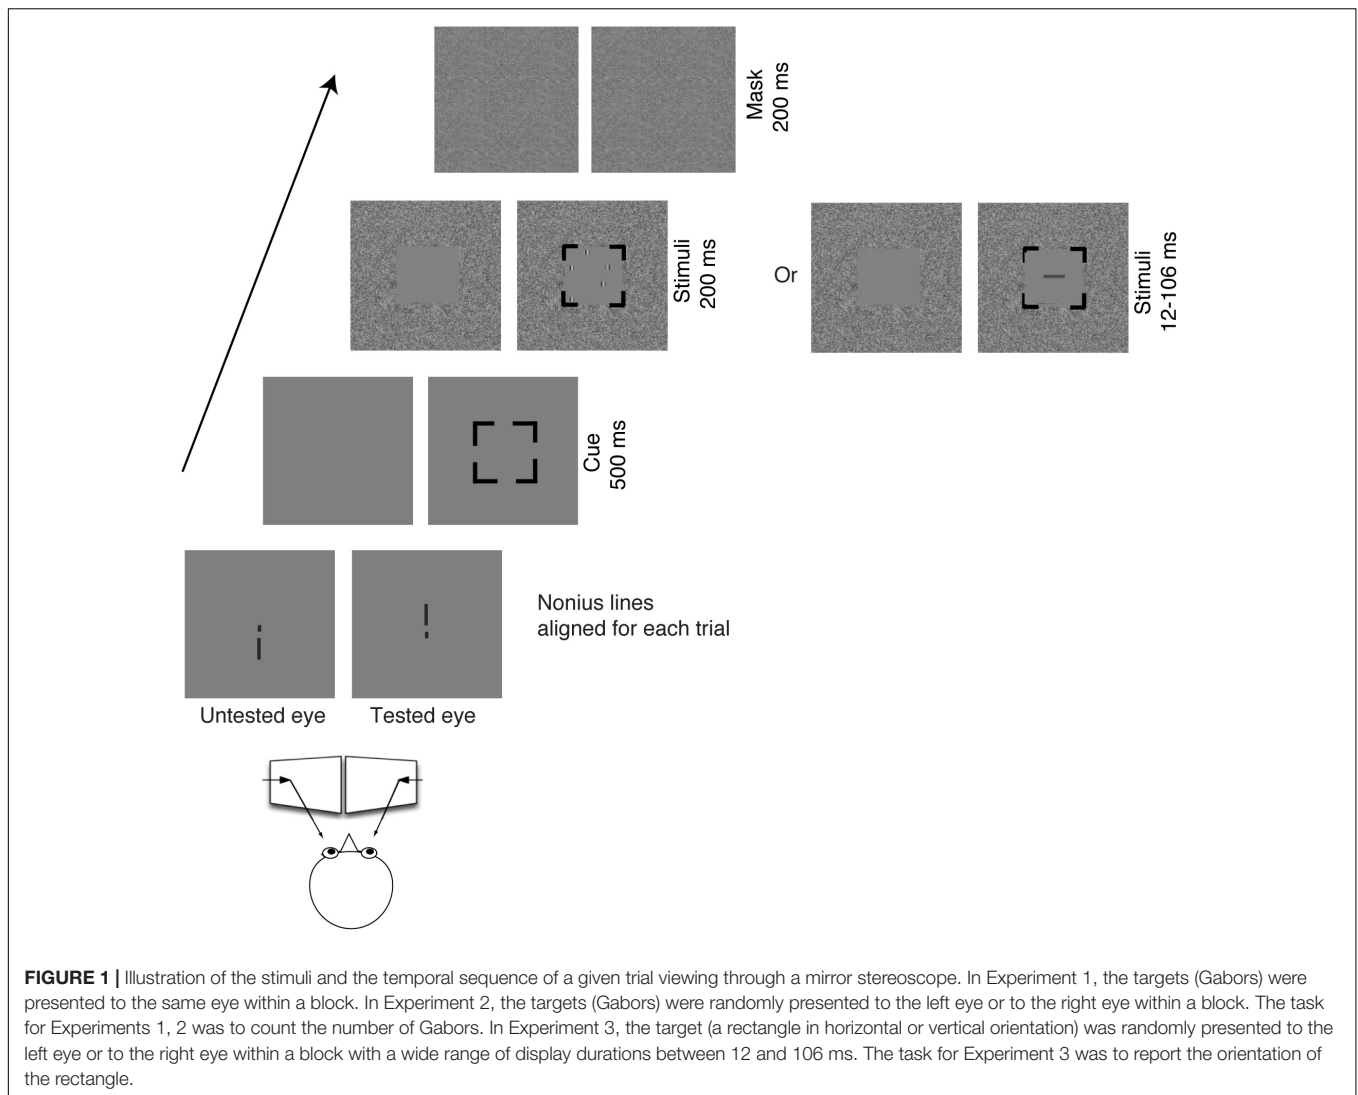 Mask
200 ms
Stimuli
200 ms
Or
Stimuli
12-106 ms
Cue
500 ms
Nonius lines
aligned for each trial
Untested eye
Tested eye
FIGURE 1 | Illustration of the stimuli and the temporal sequence of a given trial viewing through a mirror stereoscope. In Experiment 1, the targets (Gabors) were
presented to the same eye within a block. In Experiment 2, the targets (Gabors) were randomly presented to the left eye or to the right eye within a block. The task
for Experiments 1, 2 was to count the number of Gabors. In Experiment 3, the target (a rectangle in horizontal or vertical orientation) was randomly presented to the
left eye or to the right eye within a block with a wide range of display durations between 12 and 106 ms. The task for Experiment 3 was to report the orientation of
the rectangle.